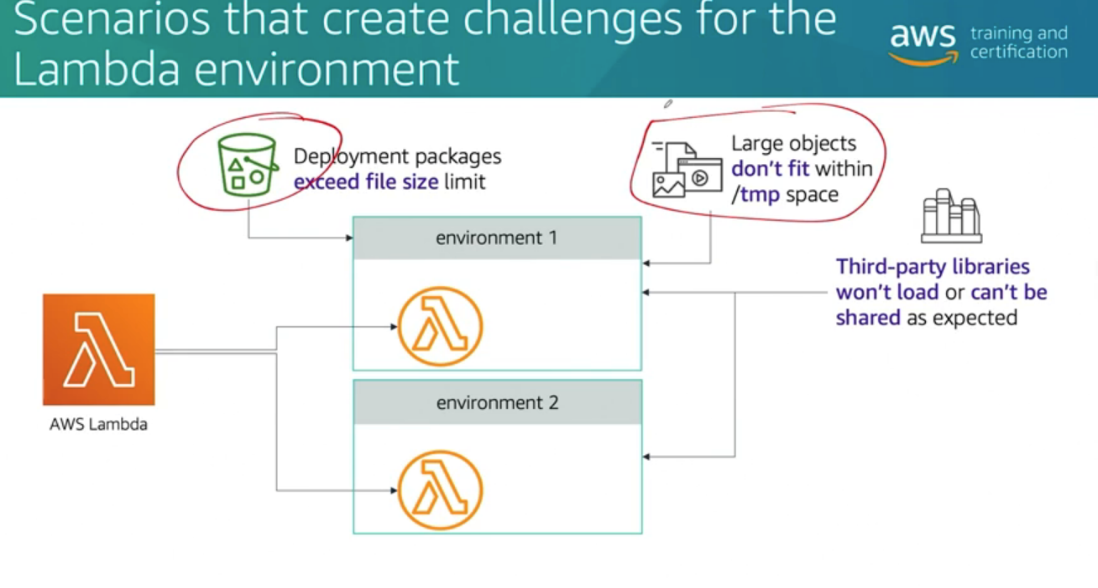 Scenarios that create challenges for the
Lambda environment
aws training and
certification
Deployment packages
exceed file size limit
Large objects
don't fit within
/tmp space
environment 1
Third-party libraries
won't load or can't be
shared as expected
AWS Lambda
environment 2